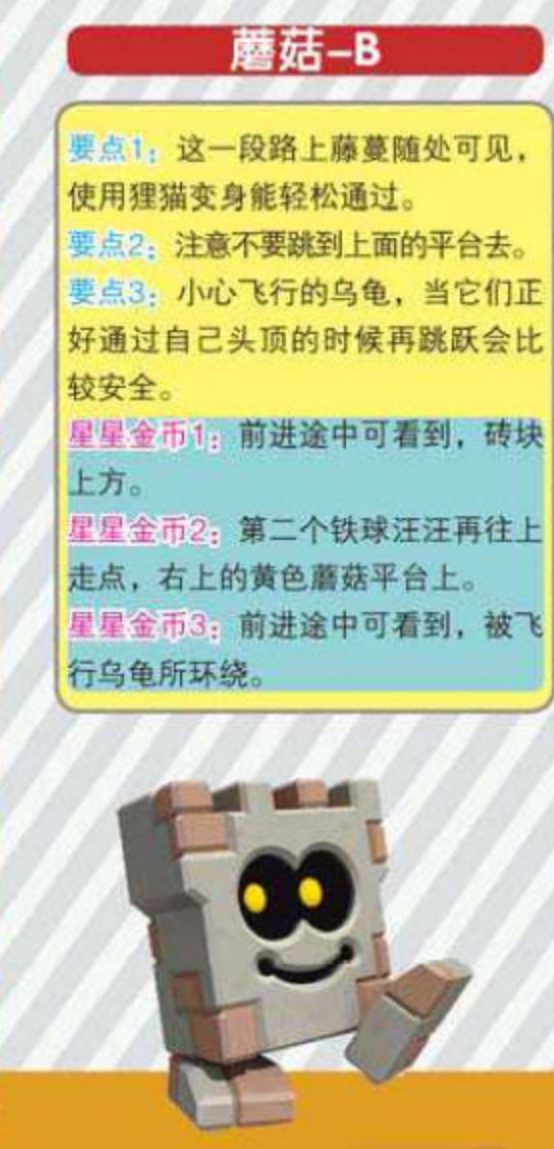 蘑菇-B
要点1：这一段路上藤蔓随处可见，
使用狸猫变身能轻松通过。
要点2：注意不要跳到上面的平台去。
要点3：小心飞行的乌龟，当它们正
好通过自己头顶的时候再跳跃会比
较安全。
星星金币1：前进途中可看到，砖块
上方。
星星金币2：第二个铁球汪汪再往上
走点，右上的黄色蘑菇平台上。
星星金币3：前进途中可看到，被飞
行乌龟所环绕。